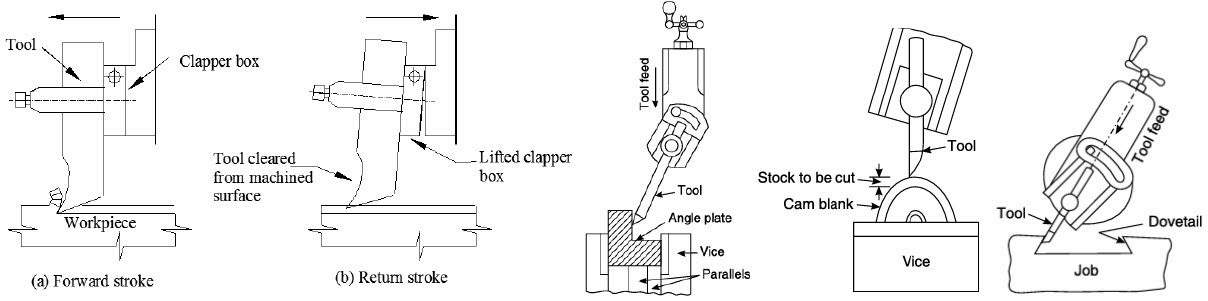 Tool
Clapper box
Workpiece
(a) Forward stroke
Tool cleared
from machined
surface
Lifted clapper
box
(b) Return stroke
Tool feed
Tool
Angle plate
Vice
Parallels
Tool
Stock to be cut
Cam blank
Vice
Tool feed
Tool
Dovetail
Job